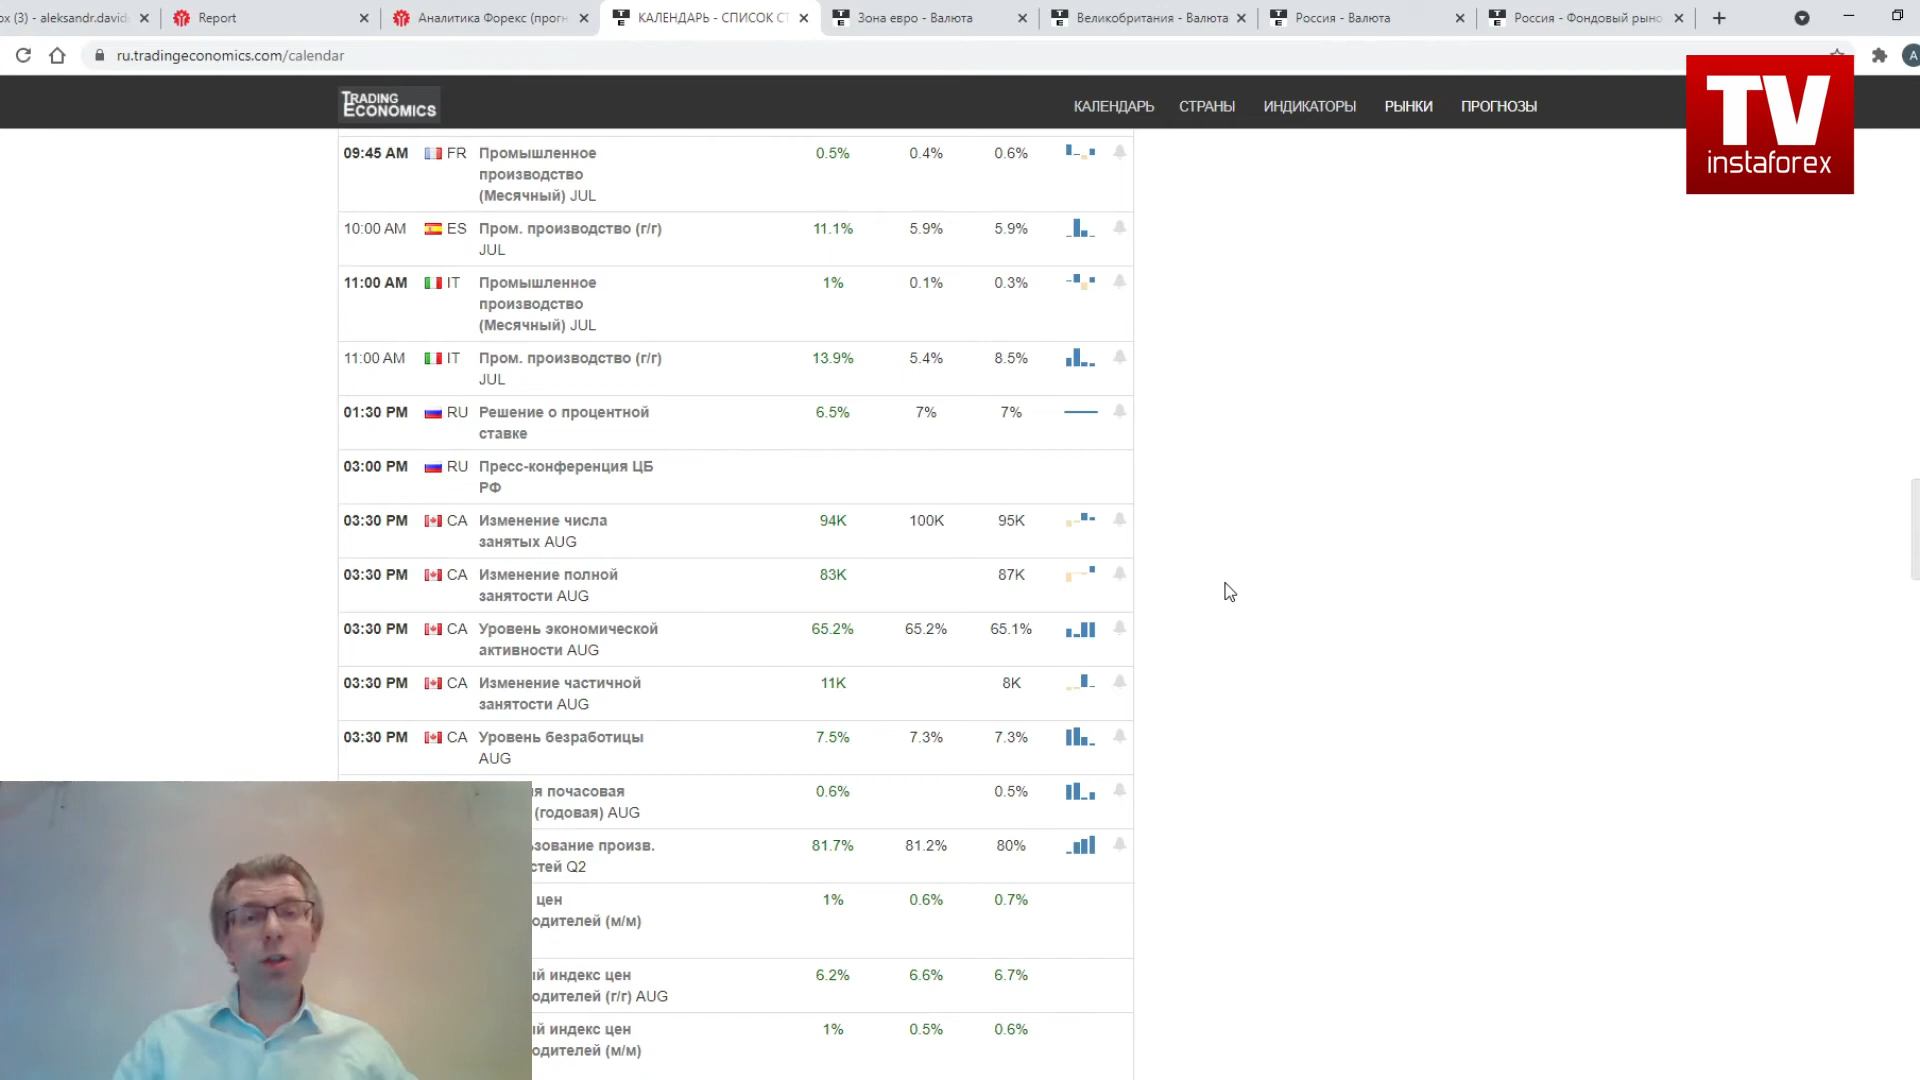 ox (3) - aleksandr.davids
Report
Аналитика Форекс (прогн
КАЛЕНДАРЬ - СПИСОК СТ
Зона евро - Валюта
Великобритания - Валюта
Россия - Валюта
Россия - Фондовый рыно
ru.tradingeconomics.com/calendar
A
TRADING
ECONOMICS
КАЛЕНДАРЬ СТРАНЫ ИНДИКАТОРЫ РЫНКИ ПРОГНОЗЫ
TV
instaforex
09:45 AM FR Промышленное 0.5% 0.4% 0.6%
производство
(Месячный) JUL
10:00 AM ES Пром. производство (г/г) 11.1% 5.9% 5.9%
JUL
11:00 AM IT Промышленное 1% 0.1% 0.3%
производство
(Месячный) JUL
11:00 AM IT Пром. производство (г/г) 13.9% 5.4% 8.5%
JUL
01:30 PM RU Решение о процентной 6.5% 7% 7%
ставке
03:00 PM RU Пресс-конференция ЦБ
РФ
03:30 PM CA Изменение числа 94K 100K 95K
занятых AUG
03:30 PM CA Изменение полной 83K 87K
занятости AUG
03:30 PM CA Уровень экономической 65.2% 65.2% 65.1%
активности AUG
03:30 PM CA Изменение частичной 11K 8K
занятости AUG
03:30 PM CA Уровень безработицы 7.5% 7.3% 7.3%
AUG
я почасовая 0.6% 0.5%
(годовая) AUG
ьзование произв. 81.7% 81.2% 80%
стей Q2
цен 1% 0.6% 0.7%
одителей (м/м)
й индекс цен 6.2% 6.6% 6.7%
одителей (г/г) AUG
й индекс цен 1% 0.5% 0.6%
одителей (м/м)